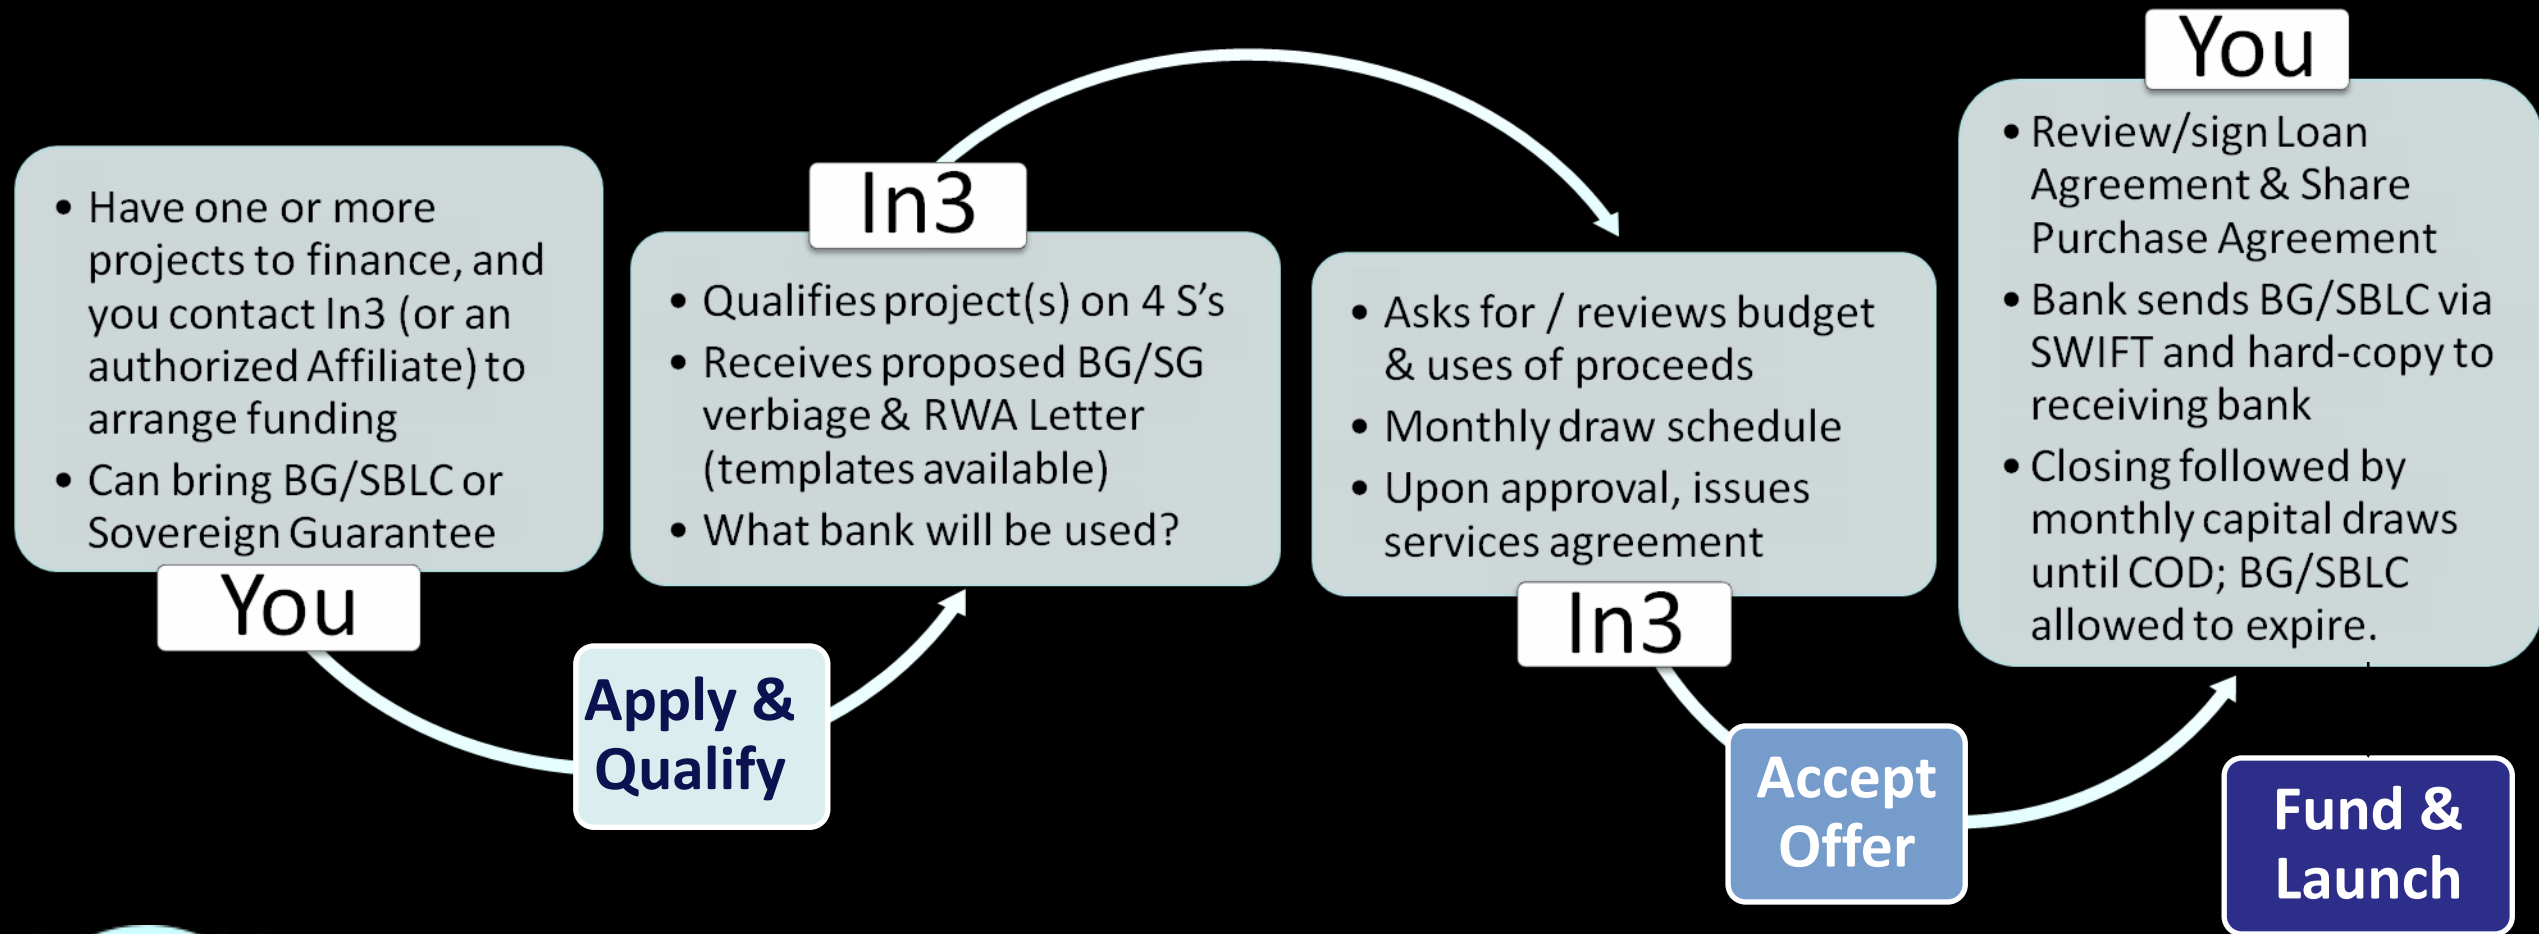 • Have one or more
projects to finance, and
you contact In3 (or an
authorized Affiliate) to
arrange funding
• Can bring BG/SBLC or
Sovereign Guarantee
You
Apply &
Qualify
In3
• Qualifies project(s) on 4 S’s
• Receives proposed BG/SG
verbiage & RWA Letter
(templates available)
• What bank will be used?
• Asks for / reviews budget
& uses of proceeds
• Monthly draw schedule
• Upon approval, issues
services agreement
In3
Accept
Offer
You
• Review/sign Loan
Agreement & Share
Purchase Agreement
• Bank sends BG/SBLC via
SWIFT and hard-copy to
receiving bank
• Closing followed by
monthly capital draws
until COD; BG/SBLC
allowed to expire.
Fund &
Launch